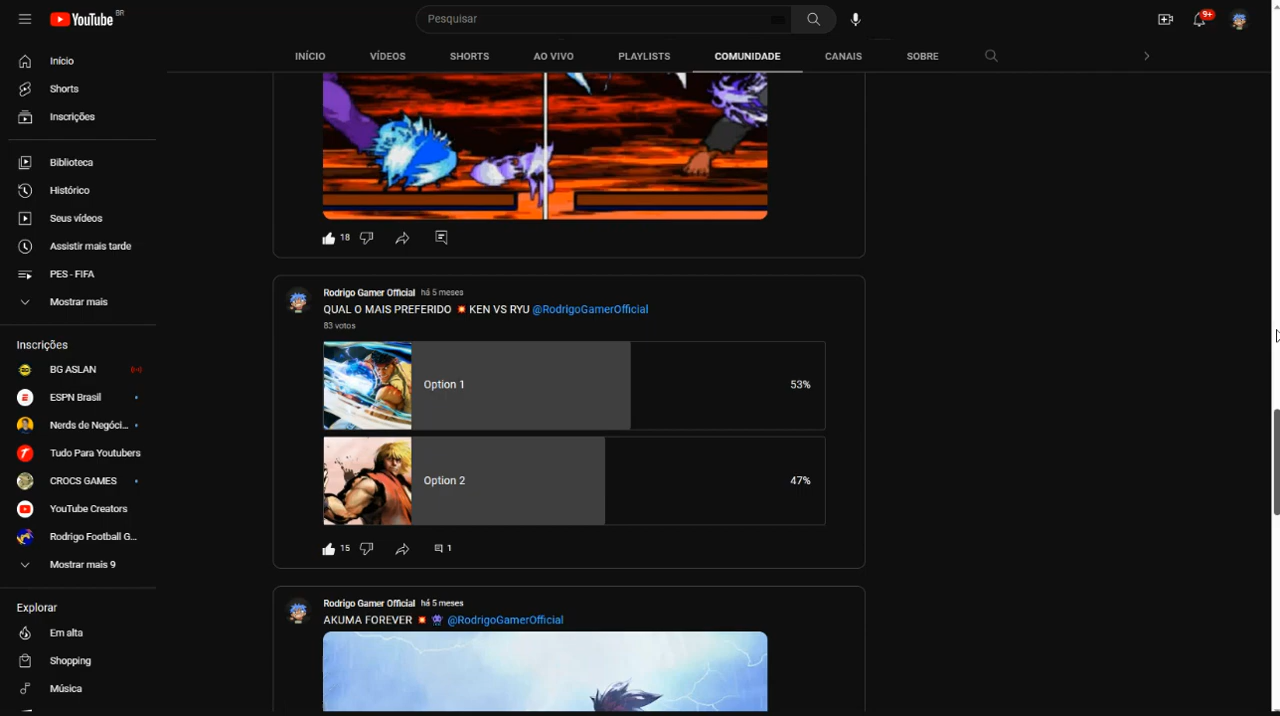 YouTube BR
Pesquisar
9+
INÍCIO VÍDEOS SHORTS AO VIVO PLAYLISTS COMUNIDADE CANAIS SOBRE
Início
Shorts
Inscrições
Biblioteca
Histórico
Seus vídeos
Assistir mais tarde
PES - FIFA
Mostrar mais
Inscrições
BG ASLAN
ESPN Brasil
Nerds de Negóci...
Tudo Para Youtubers
CROCS GAMES
YouTube Creators
Rodrigo Football G...
Mostrar mais 9
Explorar
Em alta
Shopping
Música
18
Rodrigo Gamer Official há 5 meses
QUAL O MAIS PREFERIDO 💥 KEN VS RYU @RodrigoGamerOfficial
83 votos
Option 1 53%
Option 2 47%
15 1
Rodrigo Gamer Official há 5 meses
AKUMA FOREVER 💥 👾 @RodrigoGamerOfficial